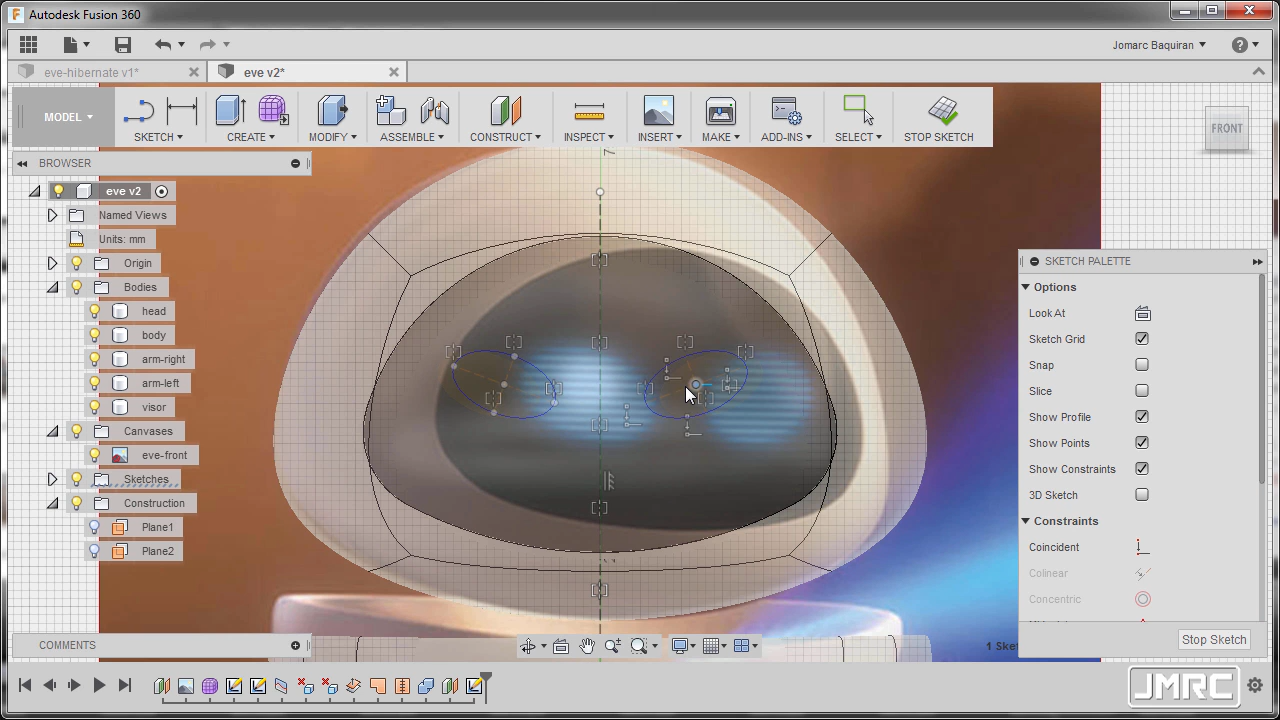 Autodesk Fusion 360
Jomarc Baquiran
eve-hibernate v1*
eve v2*
MODEL
SKETCH
CREATE
MODIFY
ASSEMBLE
CONSTRUCT
INSPECT
INSERT
MAKE
ADD-INS
SELECT
STOP SKETCH
FRONT
BROWSER
eve v2
Named Views
Units: mm
Origin
Bodies
head
body
arm-right
arm-left
visor
Canvases
eve-front
Sketches
Construction
Plane1
Plane2
SKETCH PALETTE
Options
Look At
Sketch Grid
Snap
Slice
Show Profile
Show Points
Show Constraints
3D Sketch
Constraints
Coincident
Colinear
Concentric
Stop Sketch
COMMENTS
1 Ske
JMRC